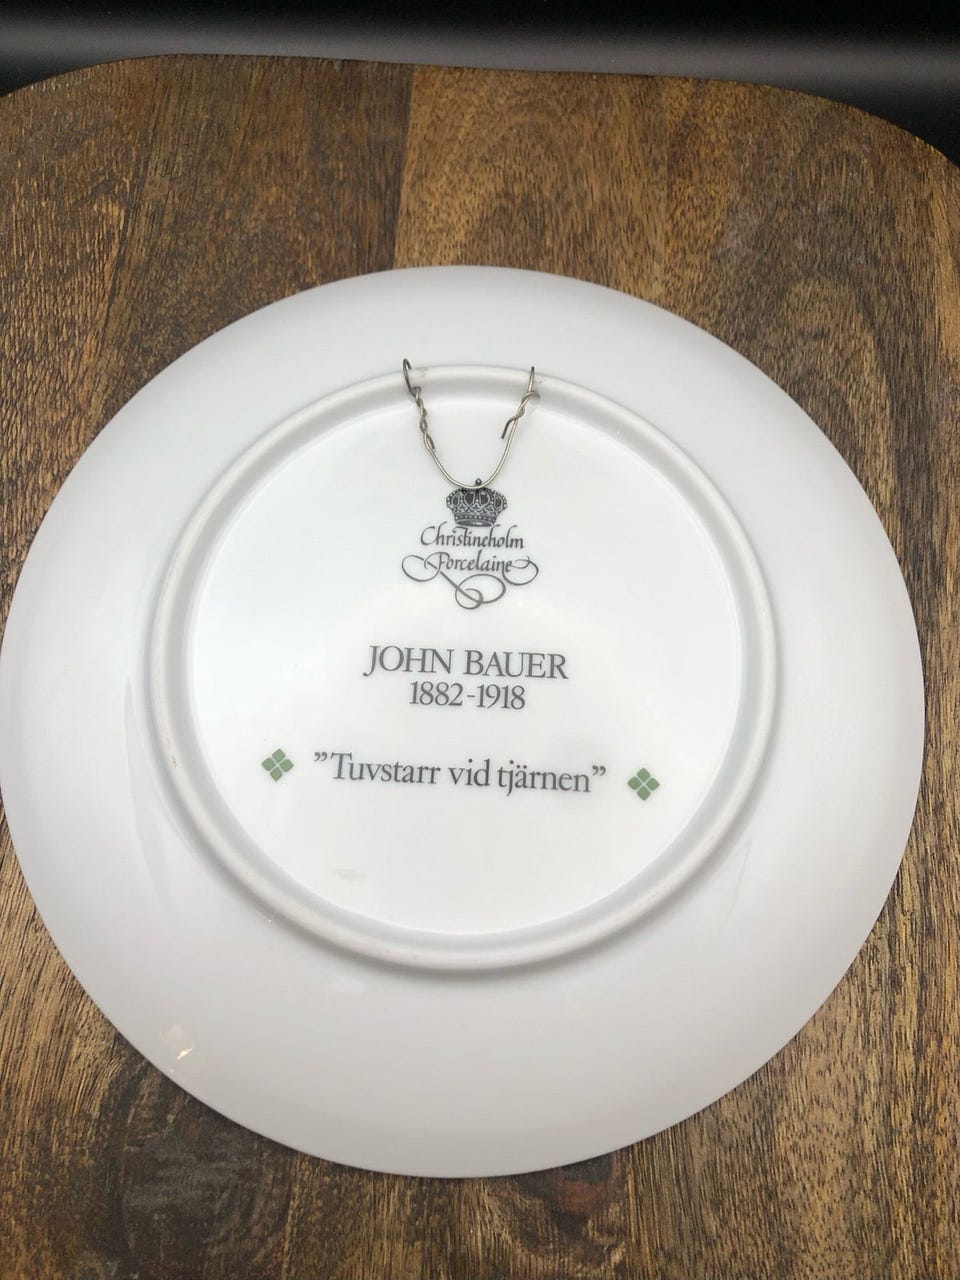 Christineholm
Porcelaine
JOHN BAUER
1882-1918
”Tuvstarr vid tjärnen”